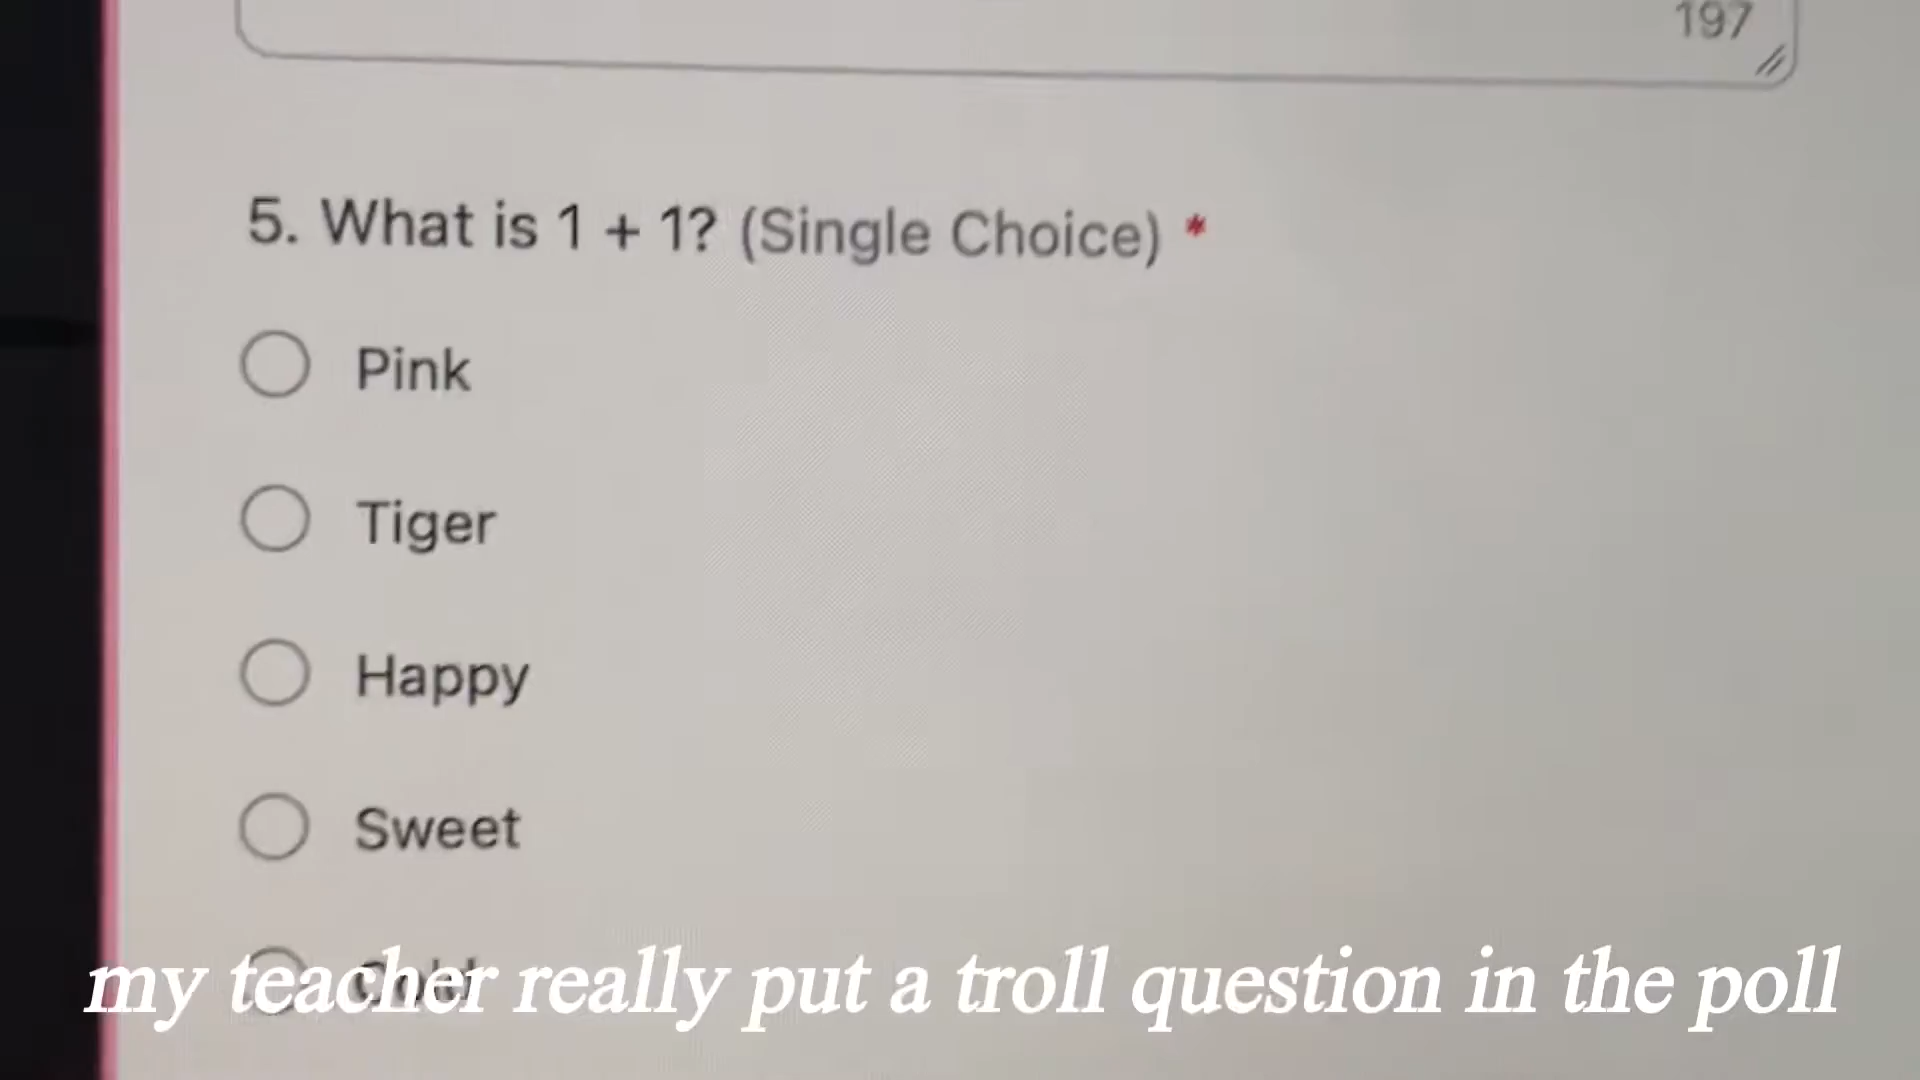 197
5. What is 1 + 1? (Single Choice) *
Pink
Tiger
Happy
Sweet
my teacher really put a troll question in the poll